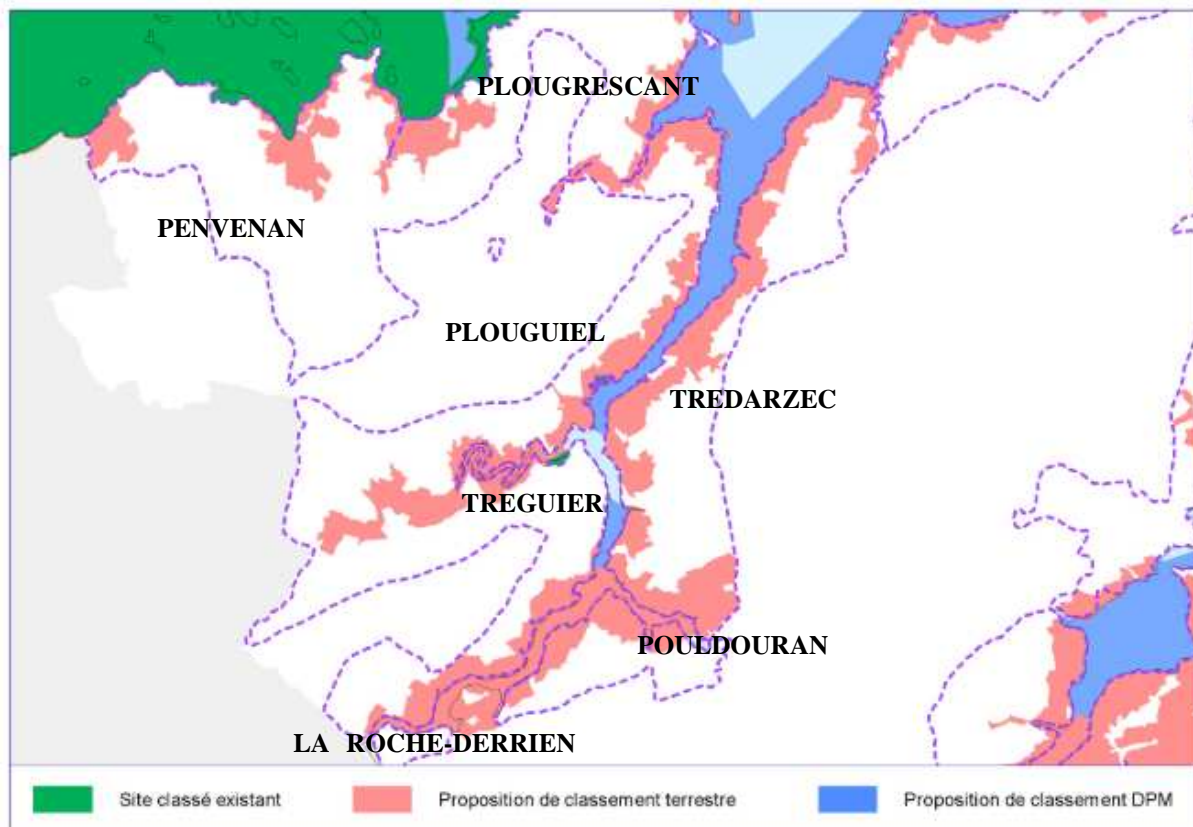 PLOUGRESCANT
PENVENAN
PLOUGUIEL
TREDARZEC
TREGUIER
POULDOURAN
LA ROCHE-DERRIEN
Site classé existant
Proposition de classement terrestre
Proposition de classement DPM